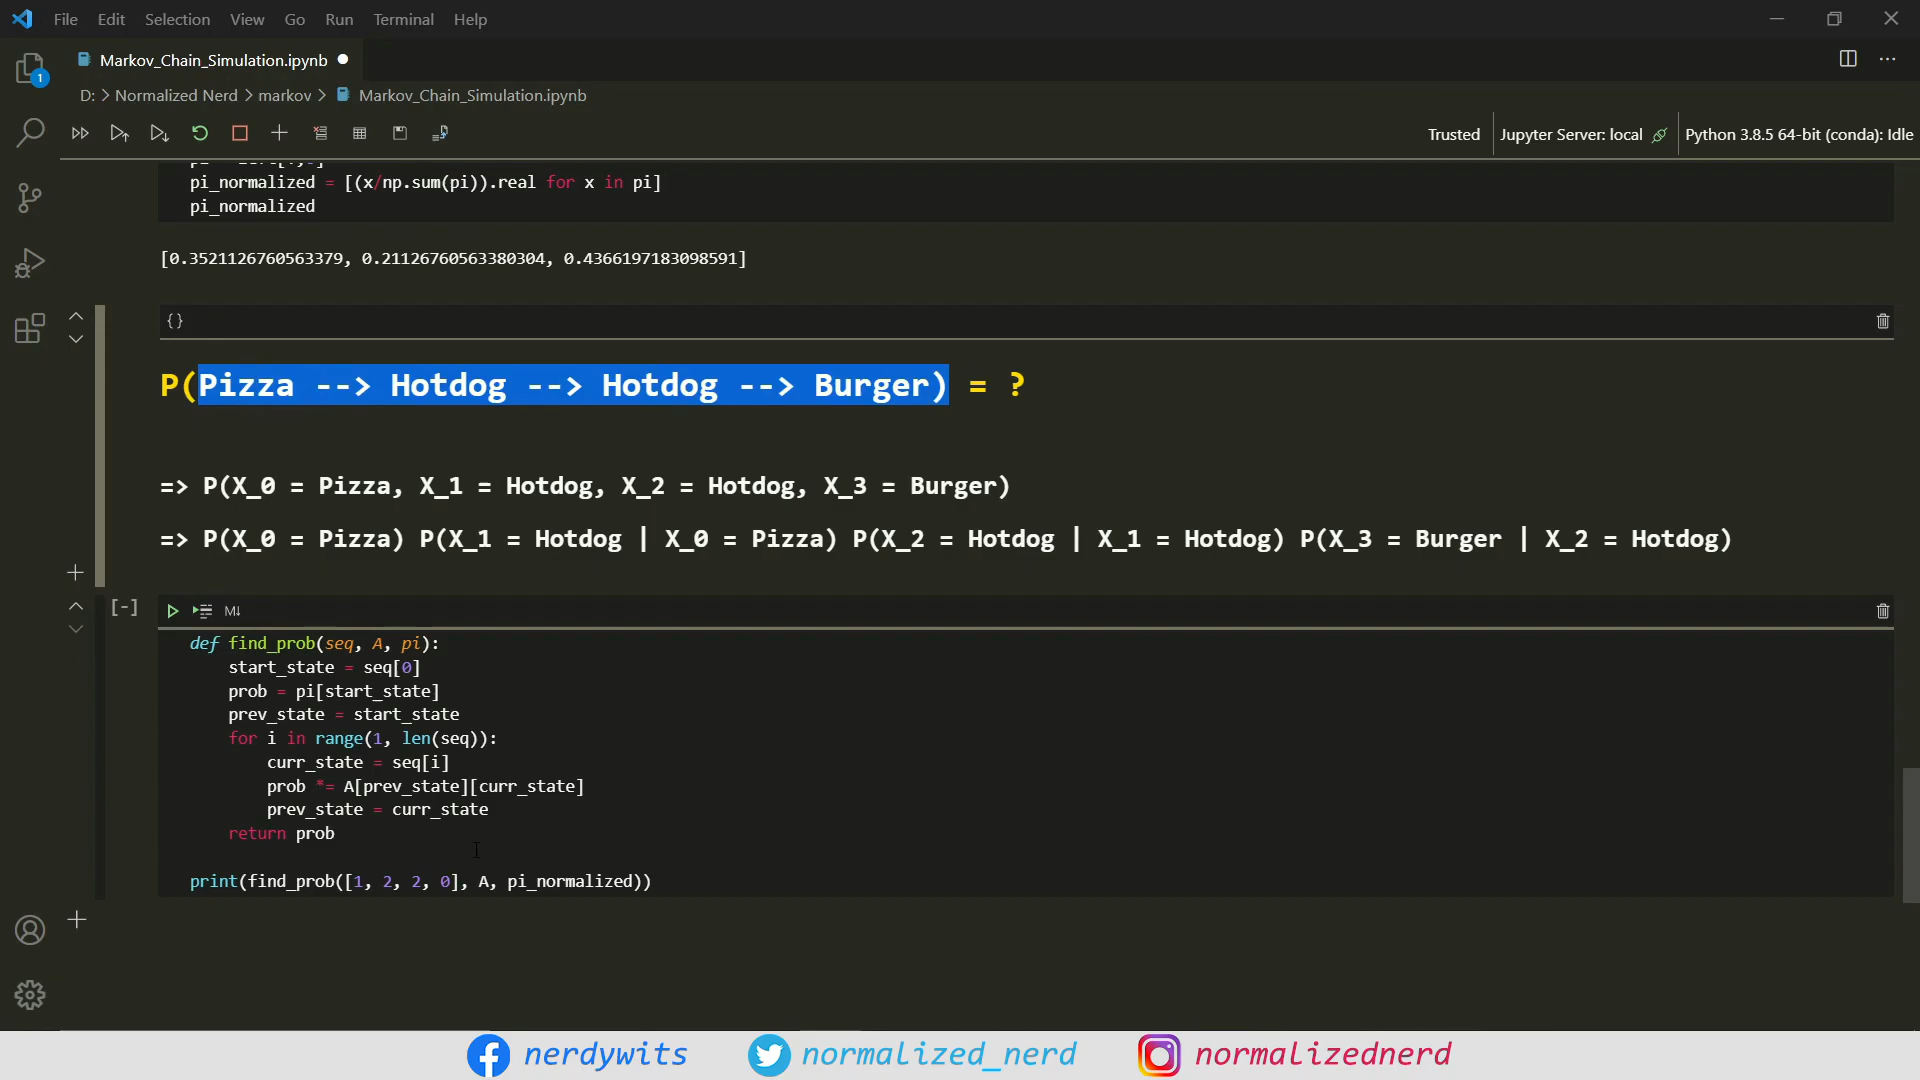 File Edit Selection View Go Run Terminal Help
Markov_Chain_Simulation.ipynb
D: > Normalized Nerd > markov > Markov_Chain_Simulation.ipynb
Trusted Jupyter Server: local Python 3.8.5 64-bit (conda): Idle
pi_normalized = [(x/np.sum(pi)).real for x in pi]
pi_normalized
[0.3521126760563379, 0.21126760563380304, 0.4366197183098591]
{}
P(Pizza --> Hotdog --> Hotdog --> Burger) = ?
=> P(X_0 = Pizza, X_1 = Hotdog, X_2 = Hotdog, X_3 = Burger)
=> P(X_0 = Pizza) P(X_1 = Hotdog | X_0 = Pizza) P(X_2 = Hotdog | X_1 = Hotdog) P(X_3 = Burger | X_2 = Hotdog)
[-]
M↓
def find_prob(seq, A, pi):
start_state = seq[0]
prob = pi[start_state]
prev_state = start_state
for i in range(1, len(seq)):
curr_state = seq[i]
prob *= A[prev_state][curr_state]
prev_state = curr_state
return prob
print(find_prob([1, 2, 2, 0], A, pi_normalized))
1
nerdywits normalized_nerd normalizednerd